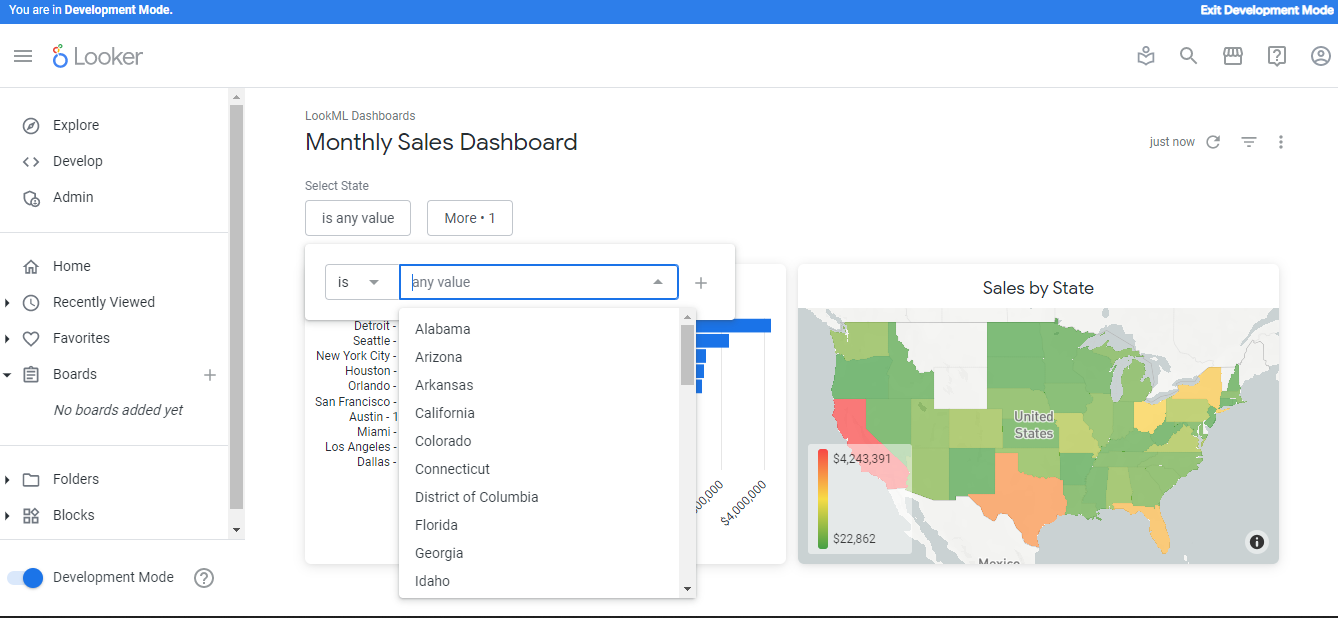 You are in Development Mode.
Exit Development Mode
Looker
Explore
Develop
Admin
Home
Recently Viewed
Favorites
Boards
No boards added yet
Folders
Blocks
Development Mode
LookML Dashboards
Monthly Sales Dashboard
just now
Select State
is any value
More • 1
is
any value
Alabama
Arizona
Arkansas
California
Colorado
Connecticut
District of Columbia
Florida
Georgia
Idaho
Detroit -
Seattle -
New York City -
Houston -
Orlando -
San Francisco -
Austin - 1
Miami -
Los Angeles -
Dallas -
$4,000,000
Sales by State
United
States
$4,243,391
$22,862
Mexico